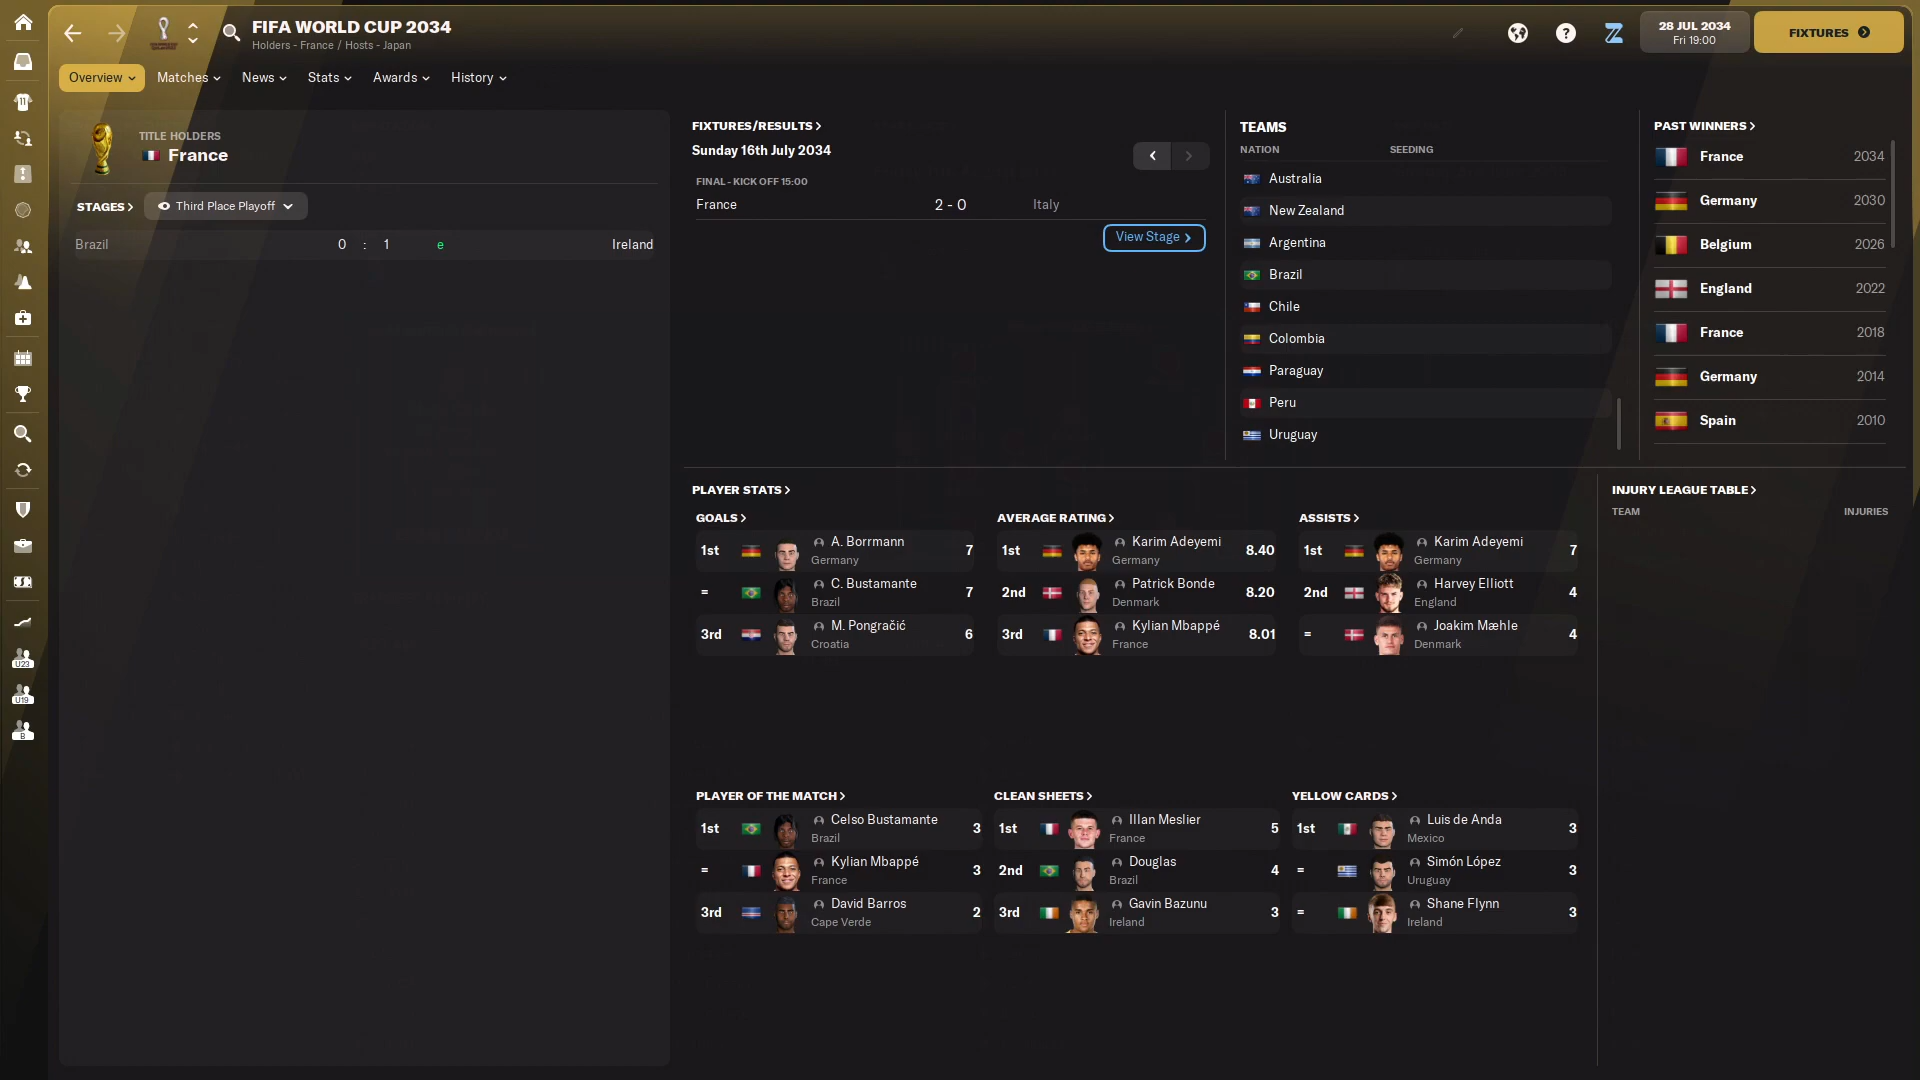 FIFA WORLD CUP 2034
Holders - France / Hosts - Japan
28 JUL 2034
Fri 19:00
FIXTURES
Overview
Matches
News
Stats
Awards
History
TITLE HOLDERS
France
STAGES
Third Place Playoff
Brazil 0 : 1 e Ireland
FIXTURES/RESULTS
Sunday 16th July 2034
FINAL - KICK OFF 15:00
France 2 - 0 Italy
View Stage
TEAMS
NATION SEEDING
Australia
New Zealand
Argentina
Brazil
Chile
Colombia
Paraguay
Peru
Uruguay
PAST WINNERS
France 2034
Germany 2030
Belgium 2026
England 2022
France 2018
Germany 2014
Spain 2010
PLAYER STATS
GOALS
1st A. Borrmann 7
Germany
= C. Bustamante 7
Brazil
3rd M. Pongračić 6
Croatia
AVERAGE RATING
1st Karim Adeyemi 8.40
Germany
2nd Patrick Bonde 8.20
Denmark
3rd Kylian Mbappé 8.01
France
ASSISTS
1st Karim Adeyemi 7
Germany
2nd Harvey Elliott 4
England
= Joakim Mæhle 4
Denmark
PLAYER OF THE MATCH
1st Celso Bustamante 3
Brazil
= Kylian Mbappé 3
France
3rd David Barros 2
Cape Verde
CLEAN SHEETS
1st Illan Meslier 5
France
2nd Douglas 4
Brazil
3rd Gavin Bazunu 3
Ireland
YELLOW CARDS
1st Luis de Anda 3
Mexico
= Simón López 3
Uruguay
= Shane Flynn 3
Ireland
INJURY LEAGUE TABLE
TEAM INJURIES
11
U23
U19
B